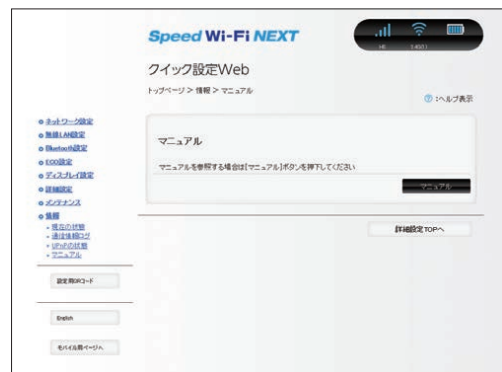 Speed Wi-Fi NEXT
クイック設定Web
トップページ > 情報 > マニュアル
?:ヘルプ表示
ネットワーク設定
無線LAN設定
Bluetooth設定
ECO設定
ディスプレイ設定
詳細設定
メンテナンス
情報
- 現在の状態
- 通信情報ログ
- UPnPの状態
- マニュアル
設定用QRコード
English
モバイル用ページへ
マニュアル
マニュアルを参照する場合は[マニュアル]ボタンを押下してください
マニュアル
詳細設定TOPへ